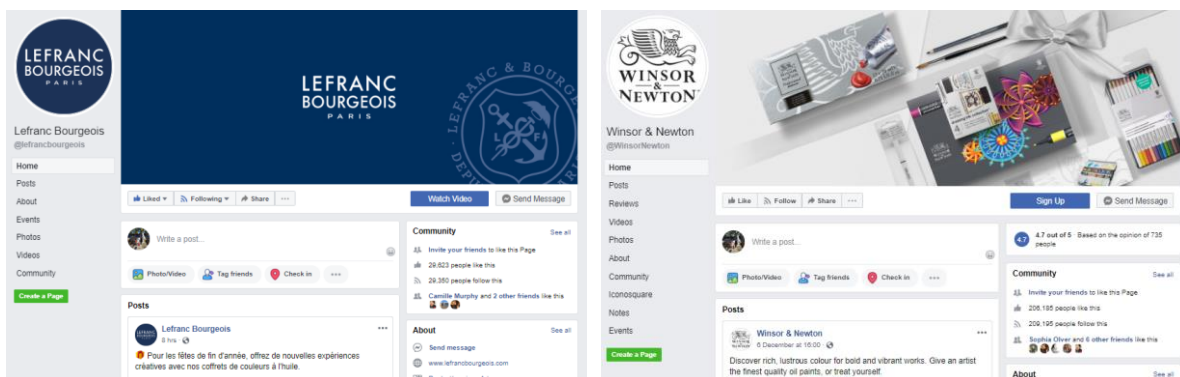 LEFRANC
BOURGEOIS
PARIS
Lefranc Bourgeois
@lefrancbourgeois
Home
Posts
About
Events
Photos
Videos
Community
Create a Page
LEFRANC
BOURGEOIS
PARIS
Liked
Following
Share
Watch Video
Send Message
Write a post...
Photo/Video
Tag friends
Check in
Posts
Lefranc Bourgeois
8 hrs
Pour les fêtes de fin d'année, offrez de nouvelles expériences
créatives avec nos coffrets de couleurs à l'huile.
Community
See all
Invite your friends to like this Page
29,623 people like this
29,350 people follow this
Camille Murphy and 2 other friends like this
About
See all
Send message
www.lefrancbourgeois.com
WINSOR
&
NEWTON
Winsor & Newton
@WinsorNewton
Home
Posts
Reviews
Videos
Photos
About
Community
Iconosquare
Notes
Events
Create a Page
Like
Follow
Share
Sign Up
Send Message
Write a post...
Photo/Video
Tag friends
Check in
Posts
Winsor & Newton
6 December at 16:00
Discover rich, lustrous colour for bold and vibrant works. Give an artist
the finest quality oil paints, or treat yourself.
4.7
4.7 out of 5 · Based on the opinion of 735
people
Community
See all
Invite your friends to like this Page
206,185 people like this
209,195 people follow this
Sophia Olver and 6 other friends like this
About
See all